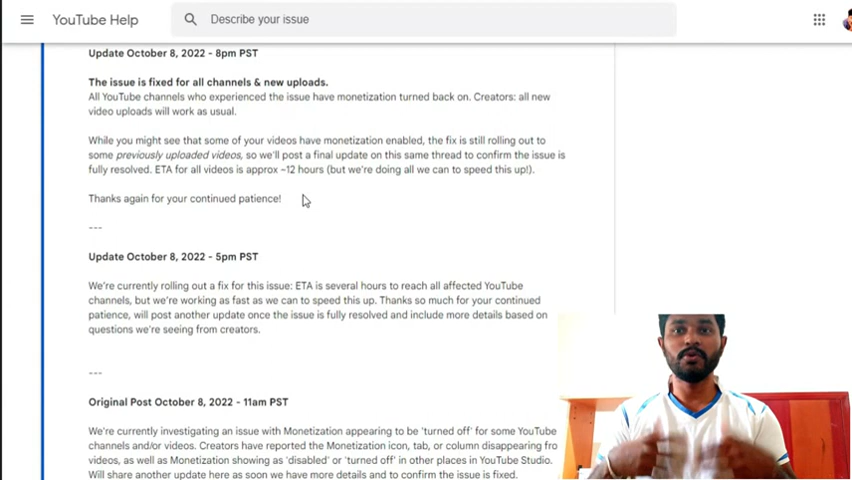 YouTube Help
Describe your issue
Update October 8, 2022 - 8pm PST
The issue is fixed for all channels & new uploads.
All YouTube channels who experienced the issue have monetization turned back on. Creators: all new
video uploads will work as usual.
While you might see that some of your videos have monetization enabled, the fix is still rolling out to
some previously uploaded videos, so we'll post a final update on this same thread to confirm the issue is
fully resolved. ETA for all videos is approx ~12 hours (but we're doing all we can to speed this up!).
Thanks again for your continued patience!
---
Update October 8, 2022 - 5pm PST
We're currently rolling out a fix for this issue: ETA is several hours to reach all affected YouTube
channels, but we're working as fast as we can to speed this up. Thanks so much for your continued
patience, will post another update once the issue is fully resolved and include more details based on
questions we're seeing from creators.
---
Original Post October 8, 2022 - 11am PST
We're currently investigating an issue with Monetization appearing to be 'turned off' for some YouTube
channels and/or videos. Creators have reported the Monetization icon, tab, or column disappearing fro
videos, as well as Monetization showing as 'disabled' or 'turned off' in other places in YouTube Studio.
Will share another update here as soon we have more details and to confirm the issue is fixed.